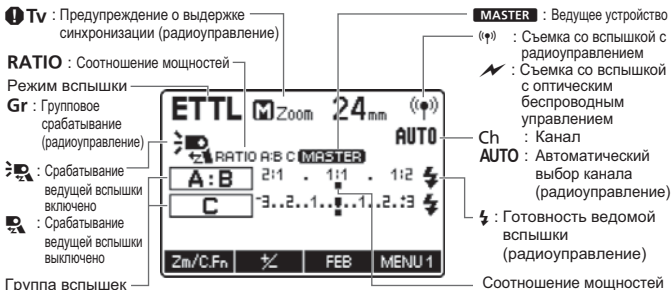 Tv : Предупреждение о выдержке
синхронизации (радиоуправление)
RATIO : Соотношение мощностей
Режим вспышки
Gr : Групповое
срабатывание
(радиоуправление)
: Срабатывание
ведущей вспышки
включено
: Срабатывание
ведущей вспышки
выключено
Группа вспышек
ETTL M Zoom 24mm
AUTO
RATIO A:B C MASTER
A:B 2:1 . 1:1 . 1:2
C -3..2..1..0..1..2.:3
Zm/C.Fn +/- FEB MENU 1
MASTER : Ведущее устройство
: Съемка со вспышкой с
радиоуправлением
: Съемка со вспышкой
с оптическим
беспроводным
управлением
Ch : Канал
AUTO : Автоматический
выбор канала
(радиоуправление)
: Готовность ведомой
вспышки
(радиоуправление)
Соотношение мощностей